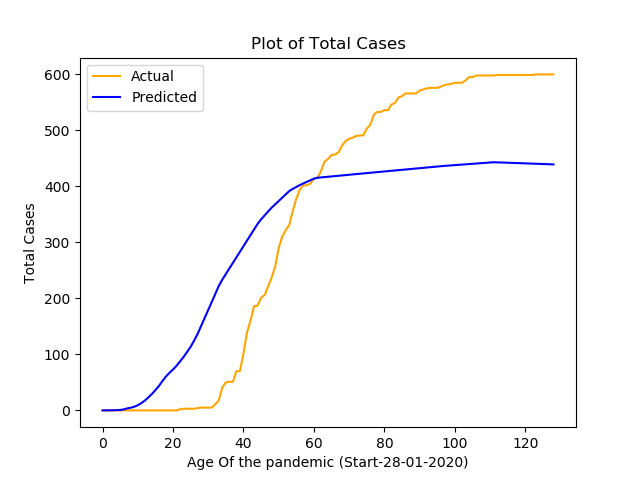 Plot of Total Cases
Actual
Predicted
600
500
400
300
200
100
0
Total Cases
0 20 40 60 80 100 120
Age Of the pandemic (Start-28-01-2020)